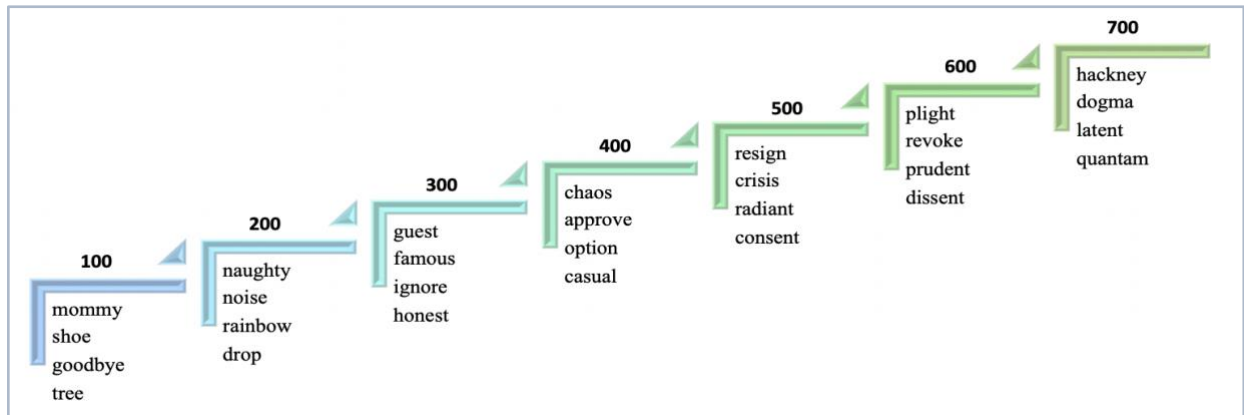 100
mommy
shoe
goodbye
tree
200
naughty
noise
rainbow
drop
300
guest
famous
ignore
honest
400
chaos
approve
option
casual
500
resign
crisis
radiant
consent
600
plight
revoke
prudent
dissent
700
hackney
dogma
latent
quantam